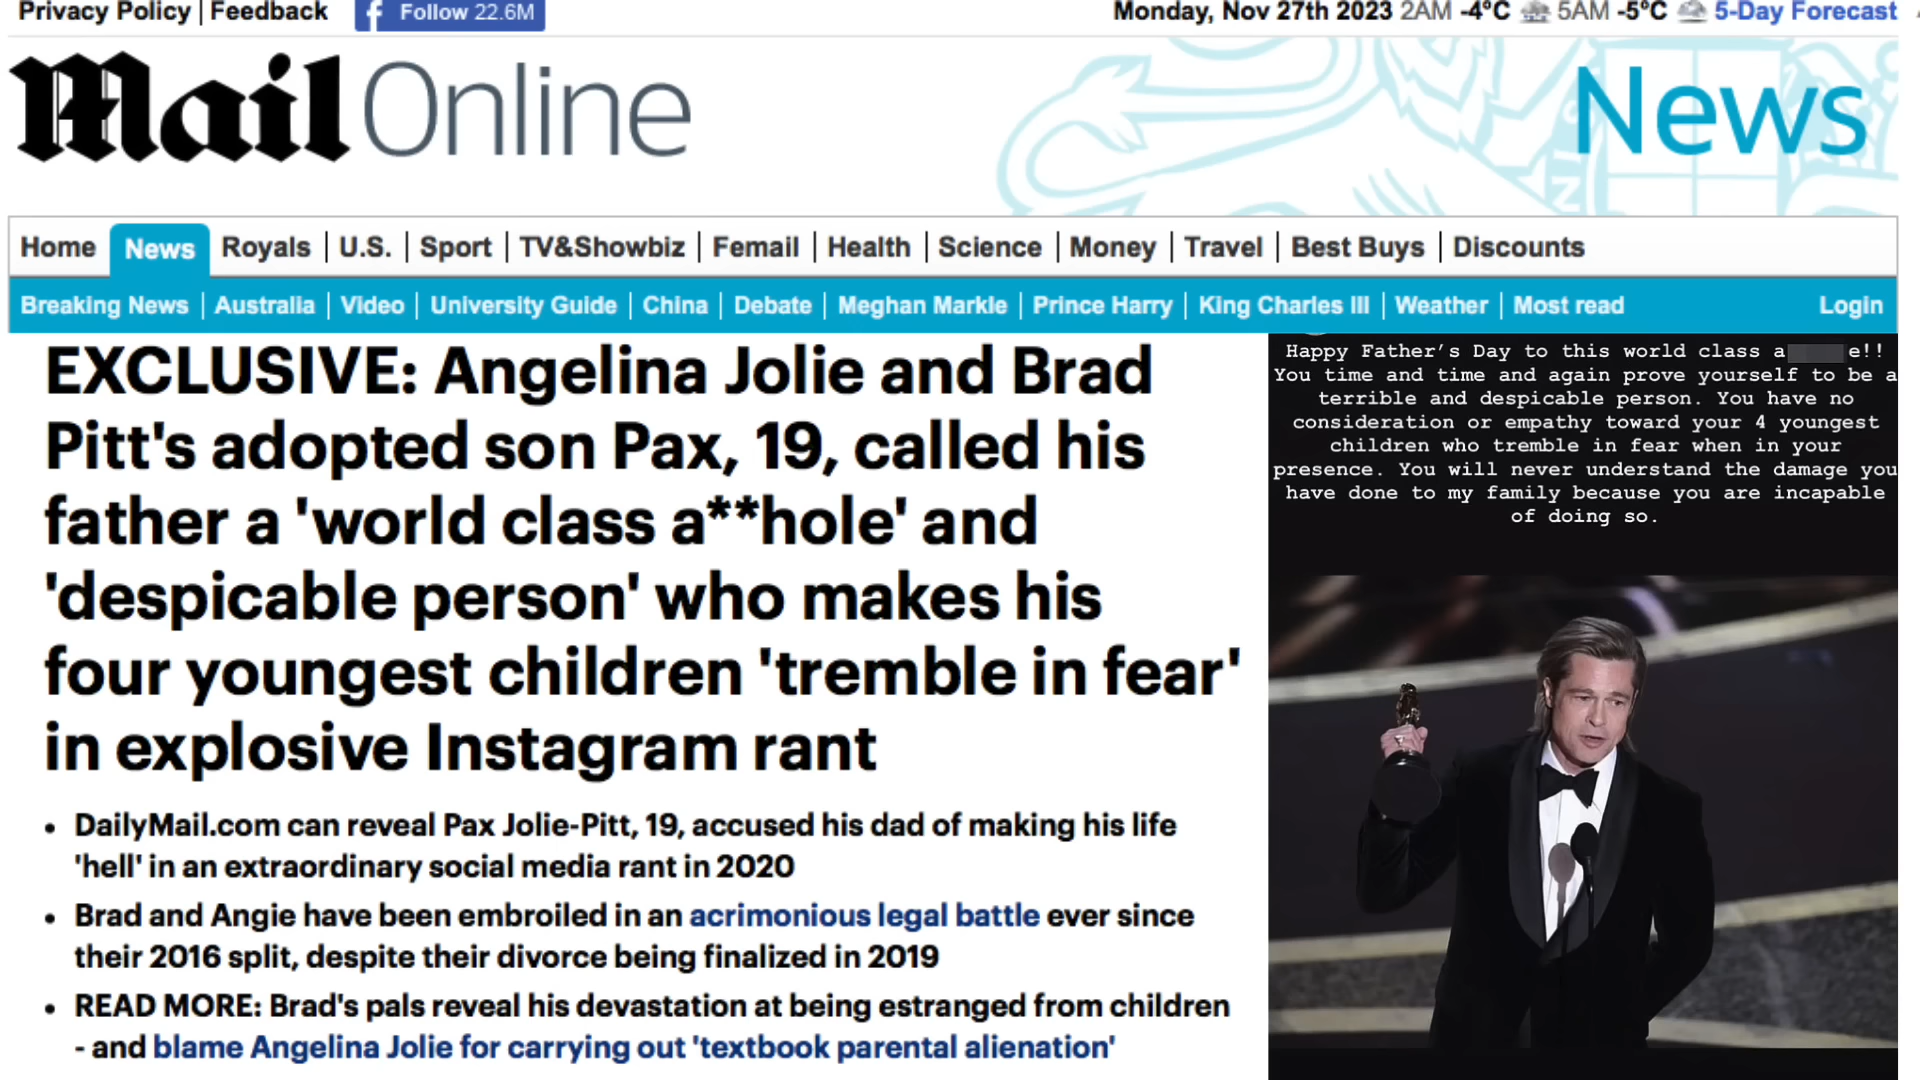 Privacy Policy | Feedback
Follow 22.6M
Monday, Nov 27th 2023 2AM -4°C 5AM -5°C 5-Day Forecast
Mail Online
News
Home News Royals U.S. Sport TV&Showbiz Femail Health Science Money Travel Best Buys Discounts
Breaking News Australia Video University Guide China Debate Meghan Markle Prince Harry King Charles III Weather Most read Login
EXCLUSIVE: Angelina Jolie and Brad
Pitt's adopted son Pax, 19, called his
father a 'world class a**hole' and
'despicable person' who makes his
four youngest children 'tremble in fear'
in explosive Instagram rant
• DailyMail.com can reveal Pax Jolie-Pitt, 19, accused his dad of making his life
'hell' in an extraordinary social media rant in 2020
• Brad and Angie have been embroiled in an acrimonious legal battle ever since
their 2016 split, despite their divorce being finalized in 2019
• READ MORE: Brad's pals reveal his devastation at being estranged from children
- and blame Angelina Jolie for carrying out 'textbook parental alienation'
Happy Father's Day to this world class a e!!
You time and time and again prove yourself to be a
terrible and despicable person. You have no
consideration or empathy toward your 4 youngest
children who tremble in fear when in your
presence. You will never understand the damage you
have done to my family because you are incapable
of doing so.